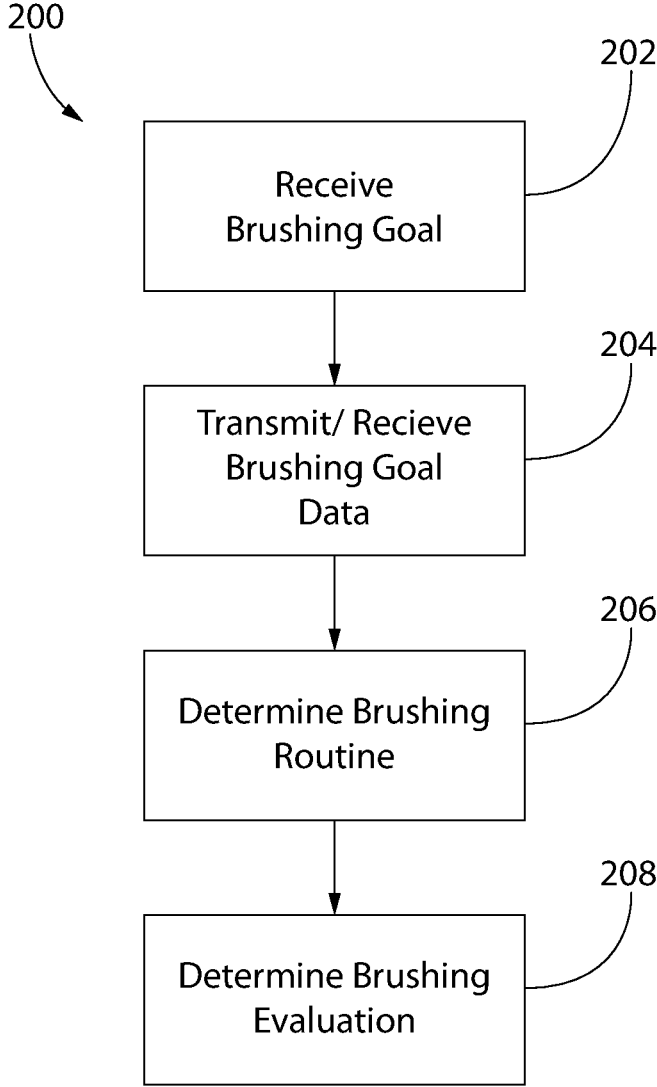 200
202
Receive
Brushing Goal
204
Transmit/ Recieve
Brushing Goal
Data
206
Determine Brushing
Routine
208
Determine Brushing
Evaluation